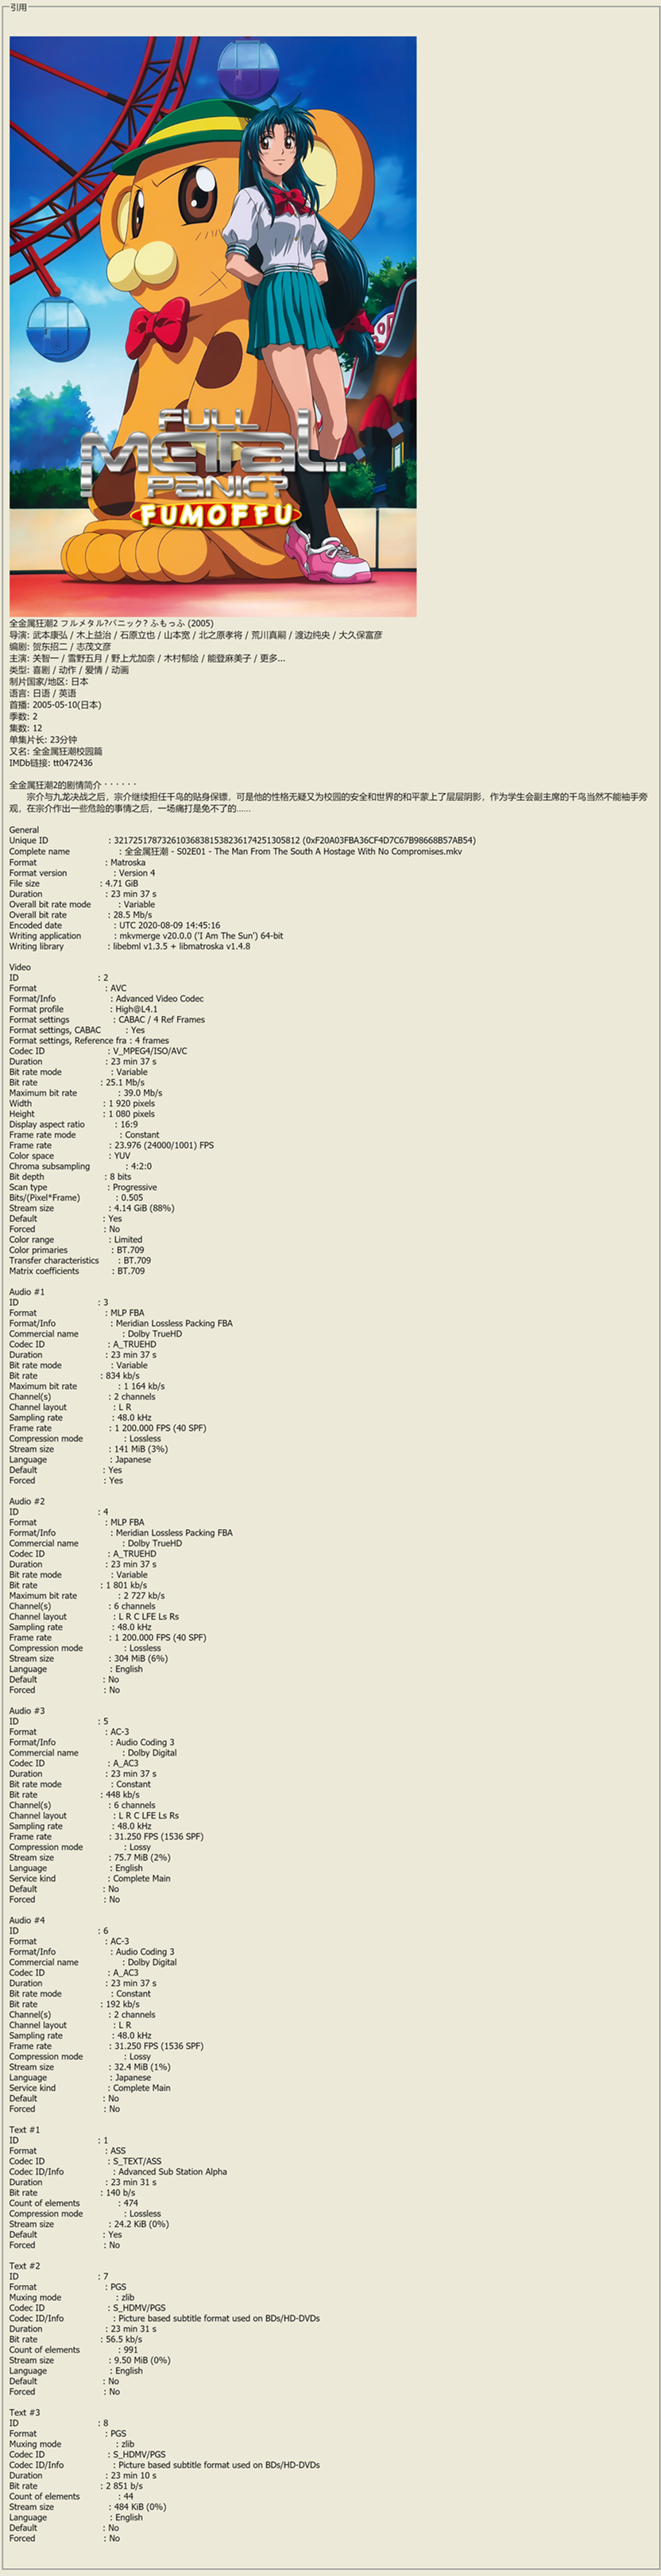 引用
FULL
METAL
PANIC?
FUMOFFU
全金属狂潮2 フルメタル?パニック? ふもっふ (2005)
导演: 武本康弘 / 木上益治 / 石原立也 / 山本宽 / 北之原孝将 / 荒川真嗣 / 渡边纯央 / 大久保富彦
编剧: 贺东招二 / 志茂文彦
主演: 关智一 / 雪野五月 / 野上尤加奈 / 木村郁绘 / 能登麻美子 / 更多...
类型: 喜剧 / 动作 / 爱情 / 动画
制片国家/地区: 日本
语言: 日语 / 英语
首播: 2005-05-10(日本)
季数: 2
集数: 12
单集片长: 23分钟
又名: 全金属狂潮校园篇
IMDb链接: tt0472436
全金属狂潮2的剧情简介 · · · · · ·
宗介与九龙决战之后，宗介继续担任千鸟的贴身保镖，可是他的性格无疑又为校园的安全和世界的和平蒙上了层层阴影，作为学生会副主席的千鸟当然不能袖手旁
观，在宗介作出一些危险的事情之后，一场痛打是免不了的……
General
Unique ID : 321725178732610368381538236174251305812 (0xF20A03FBA36CF4D7C67B98668B57AB54)
Complete name : 全金属狂潮 - S02E01 - The Man From The South A Hostage With No Compromises.mkv
Format : Matroska
Format version : Version 4
File size : 4.71 GiB
Duration : 23 min 37 s
Overall bit rate mode : Variable
Overall bit rate : 28.5 Mb/s
Encoded date : UTC 2020-08-09 14:45:16
Writing application : mkvmerge v20.0.0 ('I Am The Sun') 64-bit
Writing library : libebml v1.3.5 + libmatroska v1.4.8
Video
ID : 2
Format : AVC
Format/Info : Advanced Video Codec
Format profile : High@L4.1
Format settings : CABAC / 4 Ref Frames
Format settings, CABAC : Yes
Format settings, Reference fra : 4 frames
Codec ID : V_MPEG4/ISO/AVC
Duration : 23 min 37 s
Bit rate mode : Variable
Bit rate : 25.1 Mb/s
Maximum bit rate : 39.0 Mb/s
Width : 1 920 pixels
Height : 1 080 pixels
Display aspect ratio : 16:9
Frame rate mode : Constant
Frame rate : 23.976 (24000/1001) FPS
Color space : YUV
Chroma subsampling : 4:2:0
Bit depth : 8 bits
Scan type : Progressive
Bits/(Pixel*Frame) : 0.505
Stream size : 4.14 GiB (88%)
Default : Yes
Forced : No
Color range : Limited
Color primaries : BT.709
Transfer characteristics : BT.709
Matrix coefficients : BT.709
Audio #1
ID : 3
Format : MLP FBA
Format/Info : Meridian Lossless Packing FBA
Commercial name : Dolby TrueHD
Codec ID : A_TRUEHD
Duration : 23 min 37 s
Bit rate mode : Variable
Bit rate : 834 kb/s
Maximum bit rate : 1 164 kb/s
Channel(s) : 2 channels
Channel layout : L R
Sampling rate : 48.0 kHz
Frame rate : 1 200.000 FPS (40 SPF)
Compression mode : Lossless
Stream size : 141 MiB (3%)
Language : Japanese
Default : Yes
Forced : Yes
Audio #2
ID : 4
Format : MLP FBA
Format/Info : Meridian Lossless Packing FBA
Commercial name : Dolby TrueHD
Codec ID : A_TRUEHD
Duration : 23 min 37 s
Bit rate mode : Variable
Bit rate : 1 801 kb/s
Maximum bit rate : 2 727 kb/s
Channel(s) : 6 channels
Channel layout : L R C LFE Ls Rs
Sampling rate : 48.0 kHz
Frame rate : 1 200.000 FPS (40 SPF)
Compression mode : Lossless
Stream size : 304 MiB (6%)
Language : English
Default : No
Forced : No
Audio #3
ID : 5
Format : AC-3
Format/Info : Audio Coding 3
Commercial name : Dolby Digital
Codec ID : A_AC3
Duration : 23 min 37 s
Bit rate mode : Constant
Bit rate : 448 kb/s
Channel(s) : 6 channels
Channel layout : L R C LFE Ls Rs
Sampling rate : 48.0 kHz
Frame rate : 31.250 FPS (1536 SPF)
Compression mode : Lossy
Stream size : 75.7 MiB (2%)
Language : English
Service kind : Complete Main
Default : No
Forced : No
Audio #4
ID : 6
Format : AC-3
Format/Info : Audio Coding 3
Commercial name : Dolby Digital
Codec ID : A_AC3
Duration : 23 min 37 s
Bit rate mode : Constant
Bit rate : 192 kb/s
Channel(s) : 2 channels
Channel layout : L R
Sampling rate : 48.0 kHz
Frame rate : 31.250 FPS (1536 SPF)
Compression mode : Lossy
Stream size : 32.4 MiB (1%)
Language : Japanese
Service kind : Complete Main
Default : No
Forced : No
Text #1
ID : 1
Format : ASS
Codec ID : S_TEXT/ASS
Codec ID/Info : Advanced Sub Station Alpha
Duration : 23 min 31 s
Bit rate : 140 b/s
Count of elements : 474
Compression mode : Lossless
Stream size : 24.2 KiB (0%)
Default : Yes
Forced : No
Text #2
ID : 7
Format : PGS
Muxing mode : zlib
Codec ID : S_HDMV/PGS
Codec ID/Info : Picture based subtitle format used on BDs/HD-DVDs
Duration : 23 min 31 s
Bit rate : 56.5 kb/s
Count of elements : 991
Stream size : 9.50 MiB (0%)
Language : English
Default : No
Forced : No
Text #3
ID : 8
Format : PGS
Muxing mode : zlib
Codec ID : S_HDMV/PGS
Codec ID/Info : Picture based subtitle format used on BDs/HD-DVDs
Duration : 23 min 10 s
Bit rate : 2 851 b/s
Count of elements : 44
Stream size : 484 KiB (0%)
Language : English
Default : No
Forced : No